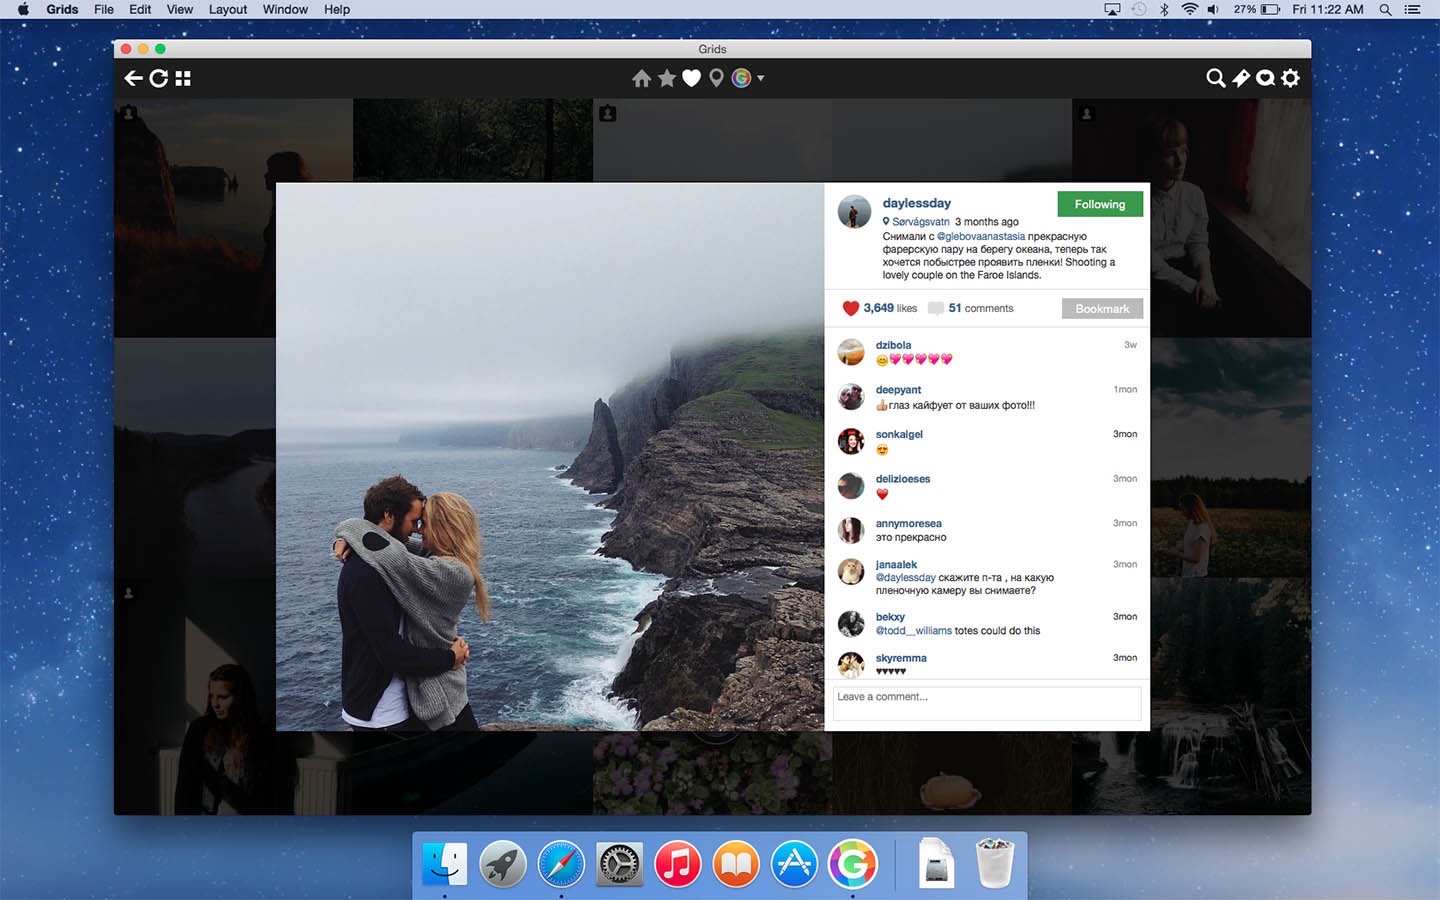 Grids File Edit View Layout Window Help 27% Fri 11:22 AM
Grids
daylessday
Following
Sørvágsvatn 3 months ago
Снимали с @glebovaanastasia прекрасную
фарерскую пару на берегу океана, теперь так
хочется побыстрее проявить пленки! Shooting a
lovely couple on the Faroe Islands.
3,649 likes 51 comments Bookmark
dzibola 3w
deepyant 1mon
глаз кайфует от ваших фото!!!
sonkaigel 3mon
delizioeses 3mon
annymoresea 3mon
это прекрасно
janaalek 3mon
@daylessday скажите п-та , на какую
пленочную камеру вы снимаете?
bekxy 3mon
@todd__williams totes could do this
skyremma 3mon
♥♥♥♥♥
Leave a comment...